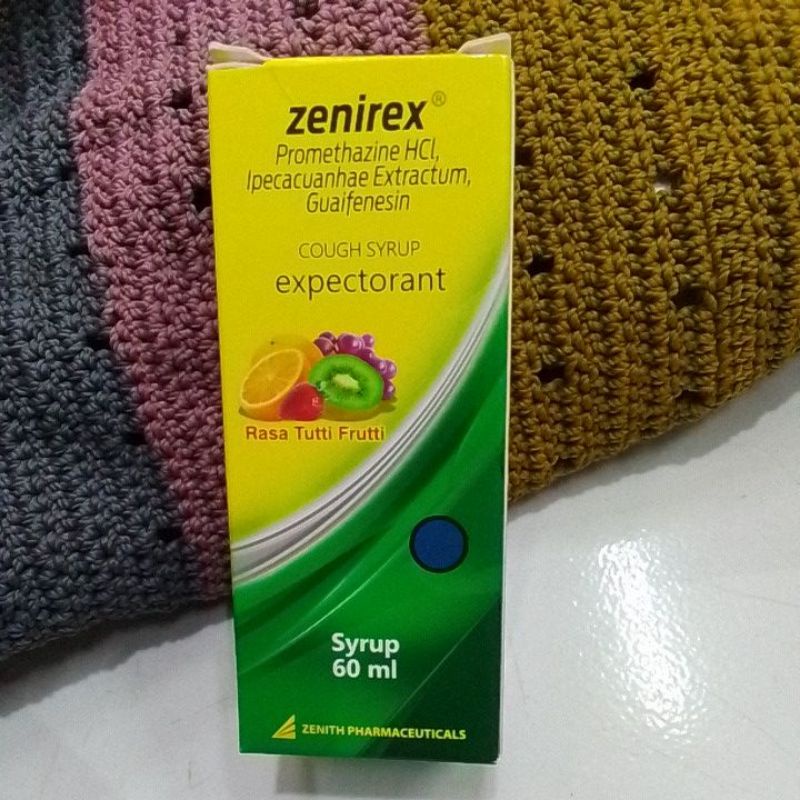 zenirex®
Promethazine HCl,
Ipecacuanhae Extractum,
Guaifenesin
COUGH SYRUP
expectorant
Rasa Tutti Frutti
Syrup
60 ml
ZENITH PHARMACEUTICALS